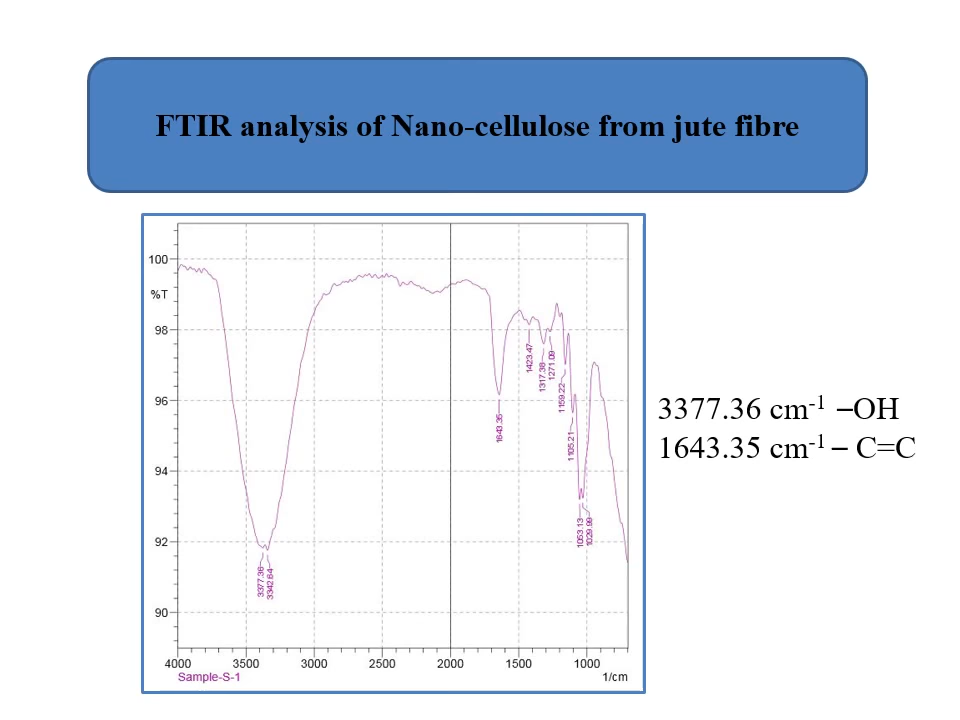 FTIR analysis of Nano-cellulose from jute fibre
100
%T
98
96
94
92
90
3377.36
3342.64
1643.35
1423.47
1317.38
1271.09
1159.22
1105.21
1053.13
1029.99
4000 3500 3000 2500 2000 1500 1000
Sample-S-1 1/cm
3377.36 cm-1 –OH
1643.35 cm-1 – C=C